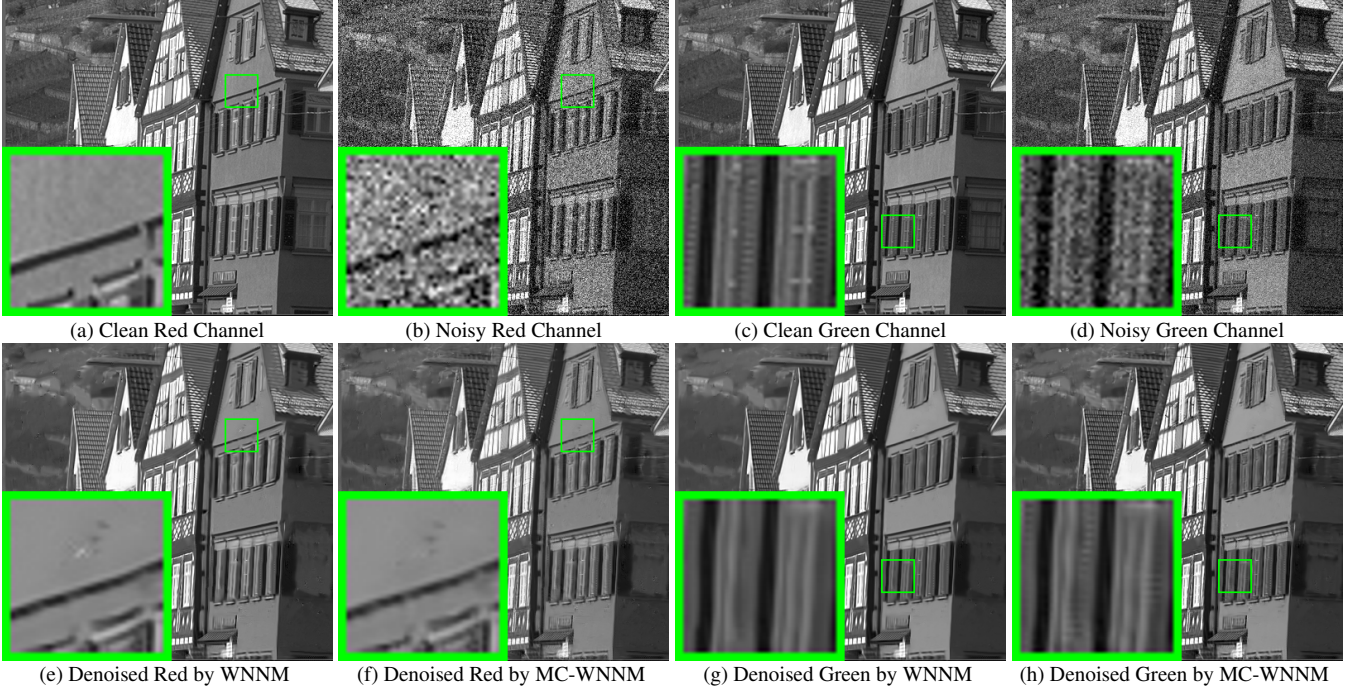 (a) Clean Red Channel
(b) Noisy Red Channel
(c) Clean Green Channel
(d) Noisy Green Channel
(e) Denoised Red by WNNM
(f) Denoised Red by MC-WNNM
(g) Denoised Green by WNNM
(h) Denoised Green by MC-WNNM